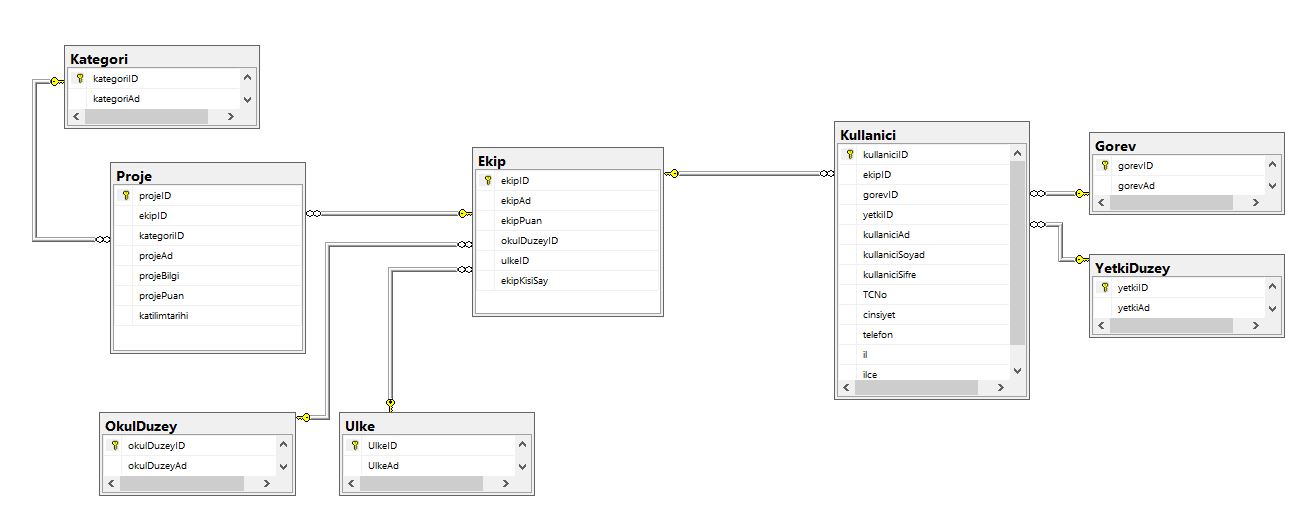 Kategori
kategoriID
kategoriAd
Proje
projeID
ekipID
kategoriID
projeAd
projeBilgi
projePuan
katilimtarihi
Ekip
ekipID
ekipAd
ekipPuan
okulDuzeyID
ulkeID
ekipKisiSay
Kullanici
kullaniciID
ekipID
gorevID
yetkiID
kullaniciAd
kullaniciSoyad
kullaniciSifre
TCNo
cinsiyet
telefon
il
ilce
Gorev
gorevID
gorevAd
YetkiDuzey
yetkiID
yetkiAd
OkulDuzey
okulDuzeyID
okulDuzeyAd
Ulke
UlkeID
UlkeAd